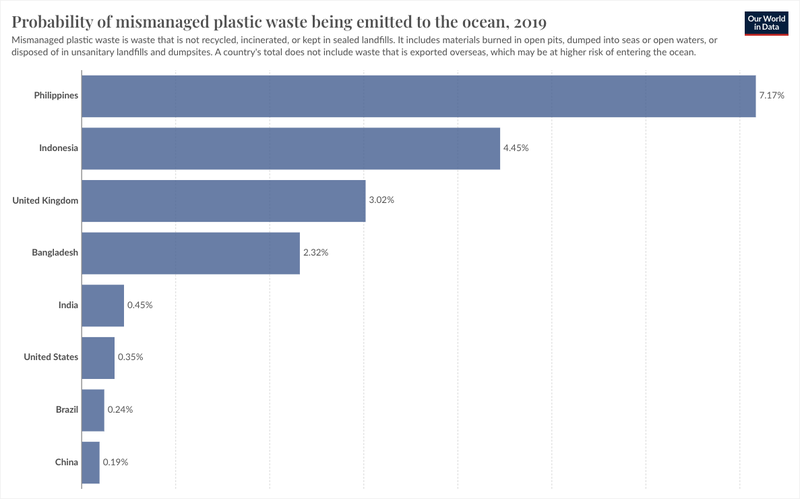 Probability of mismanaged plastic waste being emitted to the ocean, 2019
Our World
in Data
Mismanaged plastic waste is waste that is not recycled, incinerated, or kept in sealed landfills. It includes materials burned in open pits, dumped into seas or open waters, or
disposed of in unsanitary landfills and dumpsites. A country's total does not include waste that is exported overseas, which may be at higher risk of entering the ocean.
Philippines 7.17%
Indonesia 4.45%
United Kingdom 3.02%
Bangladesh 2.32%
India 0.45%
United States 0.35%
Brazil 0.24%
China 0.19%